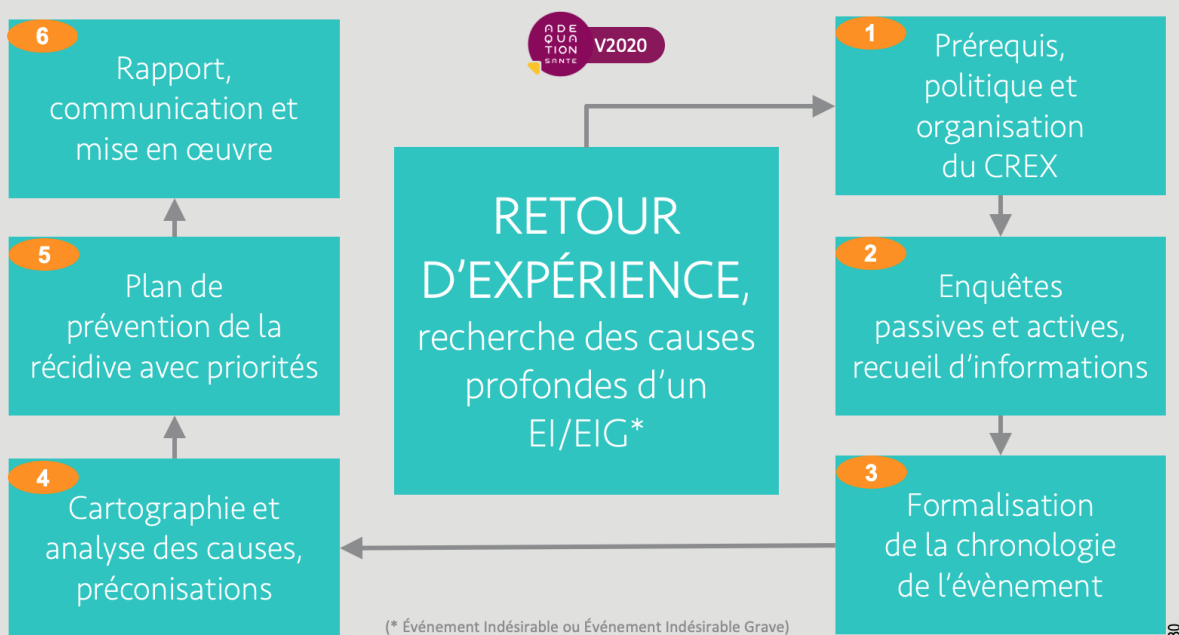 ADE
QUA
TION
SANTE
V2020
RETOUR
D’EXPÉRIENCE,
recherche des causes
profondes d’un
EI/EIG*
1
Prérequis,
politique et
organisation
du CREX
2
Enquêtes
passives et actives,
recueil d’informations
3
Formalisation
de la chronologie
de l’évènement
4
Cartographie et
analyse des causes,
préconisations
5
Plan de
prévention de la
récidive avec priorités
6
Rapport,
communication et
mise en œuvre
(* Événement Indésirable ou Événement Indésirable Grave)